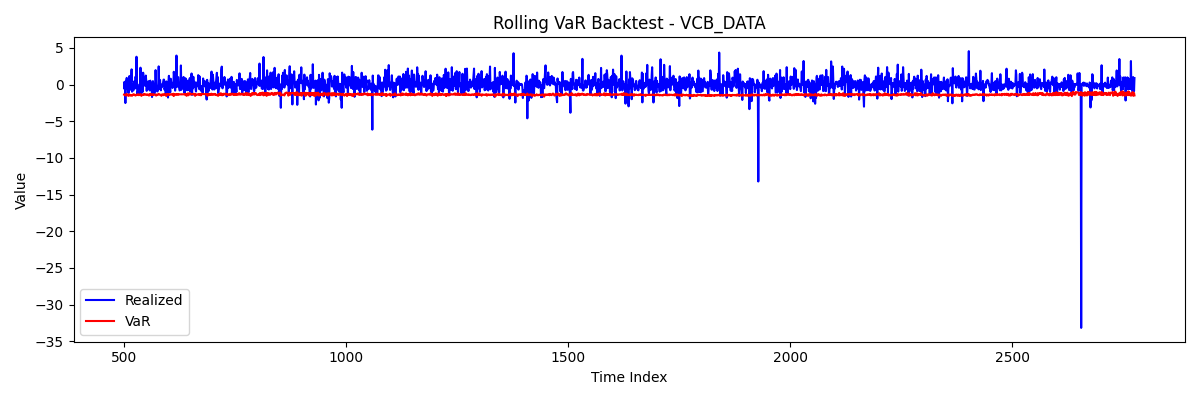 Rolling VaR Backtest - VCB_DATA
5
0
−5
−10
−15
−20
−25
−30
−35
Value
Realized
VaR
500
1000
1500
2000
2500
Time Index